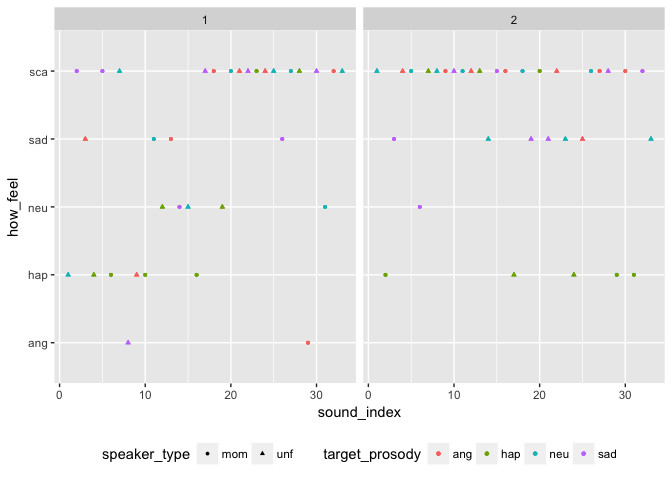 1 2
sca
sad
neu
hap
ang
how_feel
0 10 20 30 0 10 20 30
sound_index
speaker_type mom unf target_prosody ang hap neu sad